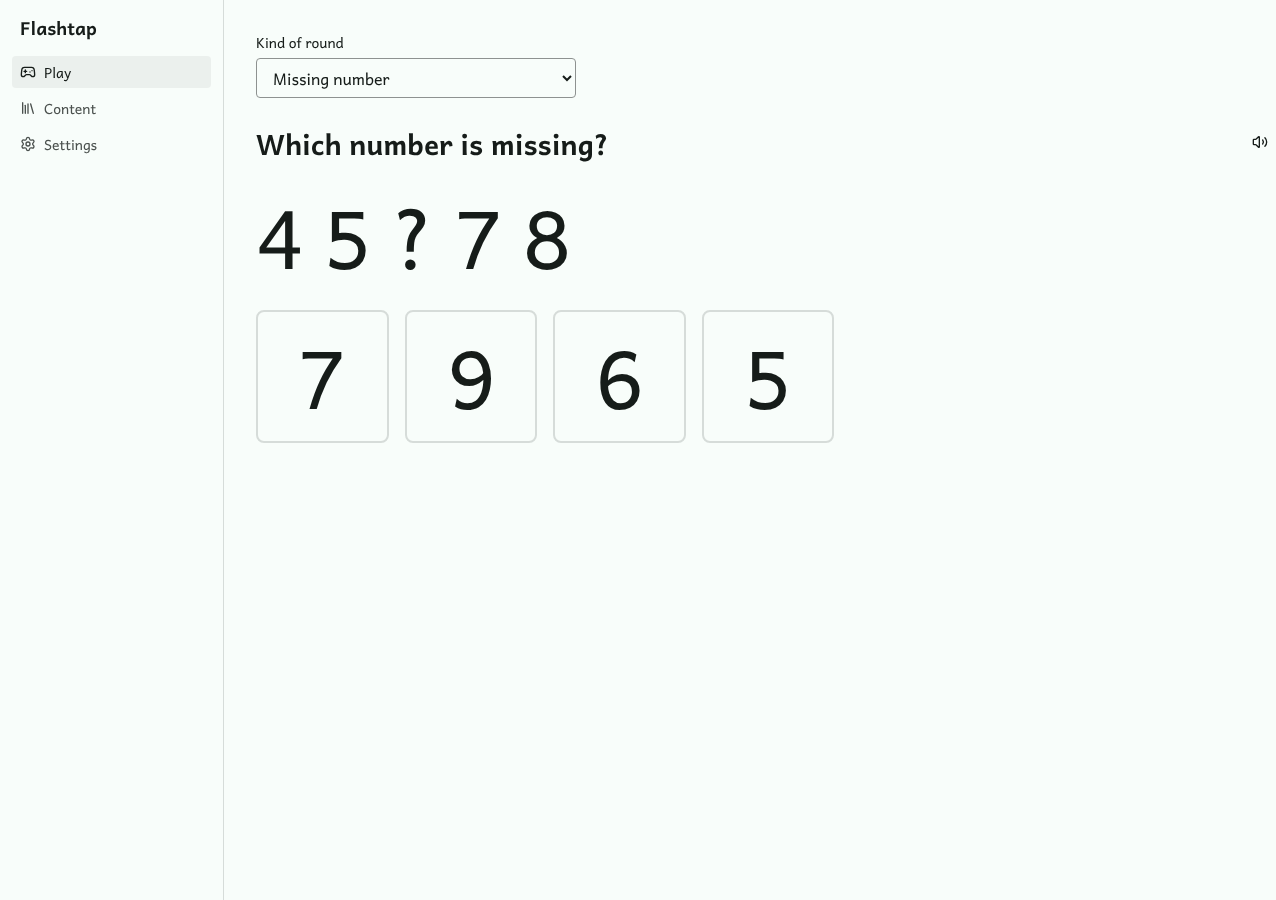 Flashtap
Play
Content
Settings
Kind of round
Missing number
Which number is missing?
4 5 ? 7 8
7 9 6 5